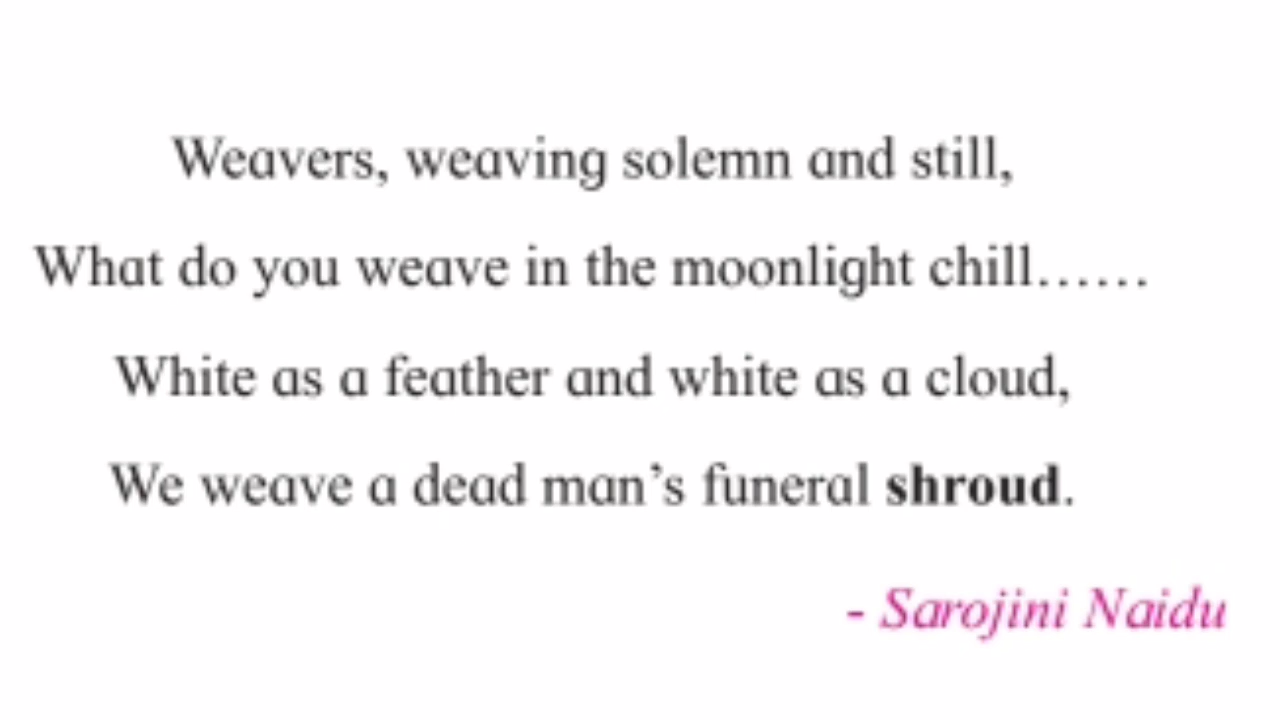 Weavers, weaving solemn and still,
What do you weave in the moonlight chill......
White as a feather and white as a cloud,
We weave a dead man’s funeral shroud.
- Sarojini Naidu